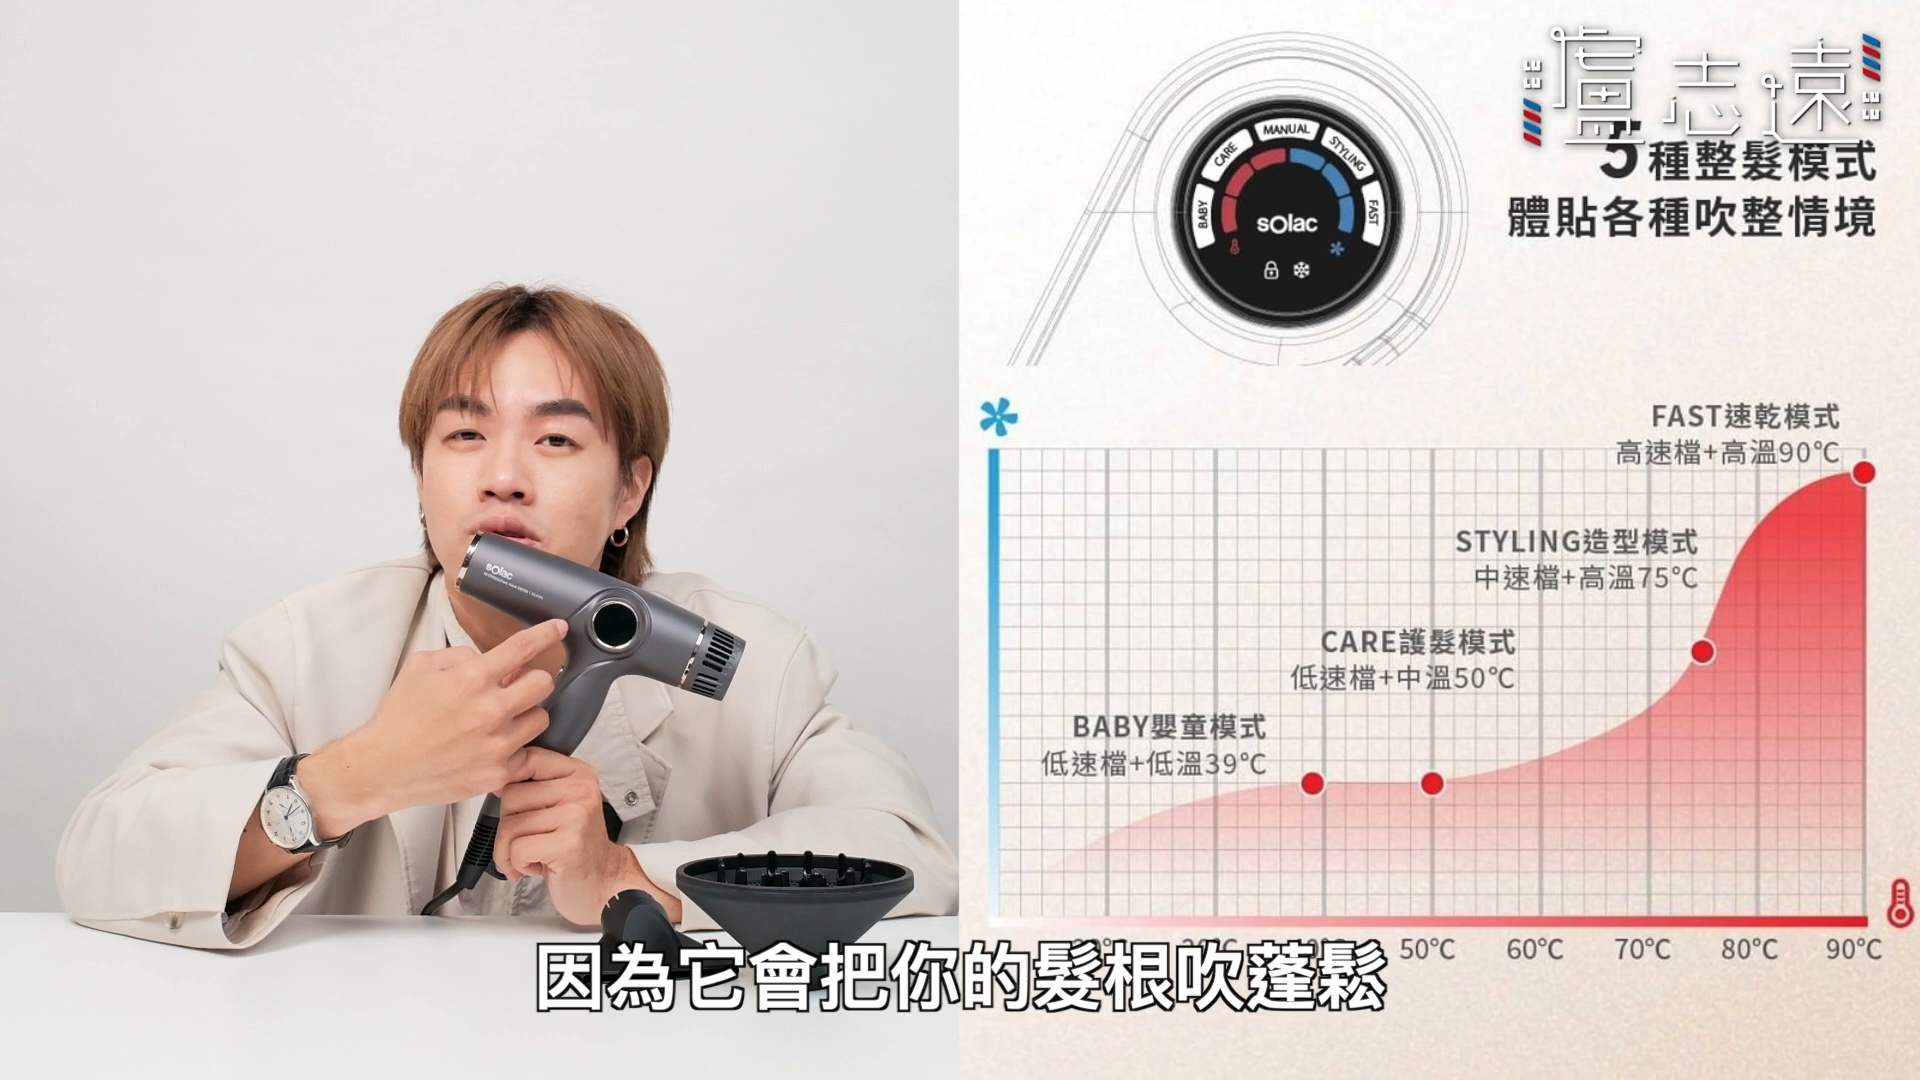 盧志遠
5種整髮模式
體貼各種吹整情境
BABY
CARE
MANUAL
STYLING
FAST
solac
FAST速乾模式
高速檔+高溫90℃
STYLING造型模式
中速檔+高溫75℃
CARE護髮模式
低速檔+中溫50℃
BABY嬰童模式
低速檔+低溫39℃
50℃ 60℃ 70℃ 80℃ 90℃
solac
因為它會把你的髮根吹蓬鬆